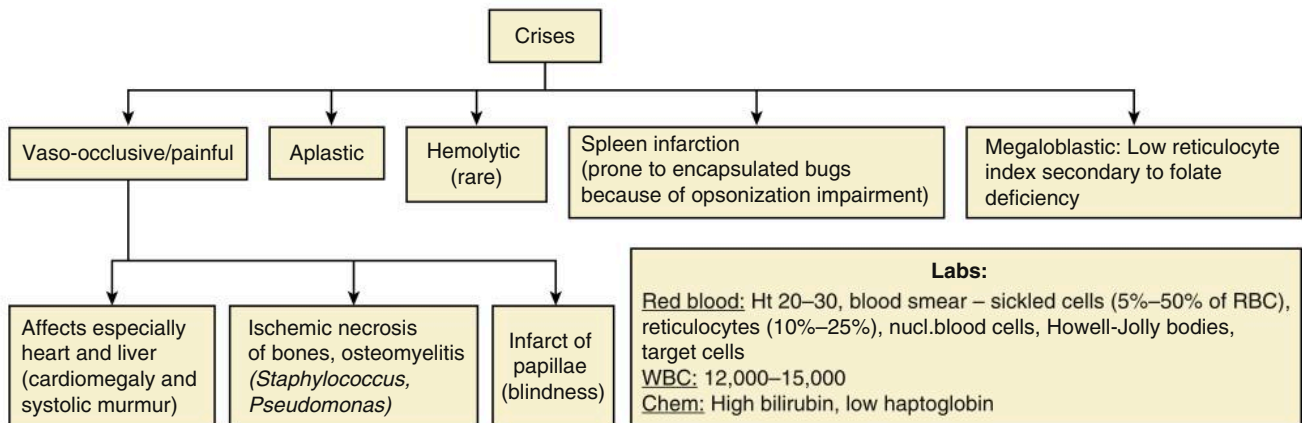 Crises
Vaso-occlusive/painful
Aplastic
Hemolytic
(rare)
Spleen infarction
(prone to encapsulated bugs
because of opsonization impairment)
Megaloblastic: Low reticulocyte
index secondary to folate
deficiency
Affects especially
heart and liver
(cardiomegaly and
systolic murmur)
Ischemic necrosis
of bones, osteomyelitis
(Staphylococcus,
Pseudomonas)
Infarct of
papillae
(blindness)
Labs:
Red blood: Ht 20–30, blood smear – sickled cells (5%–50% of RBC),
reticulocytes (10%–25%), nucl.blood cells, Howell-Jolly bodies,
target cells
WBC: 12,000–15,000
Chem: High bilirubin, low haptoglobin